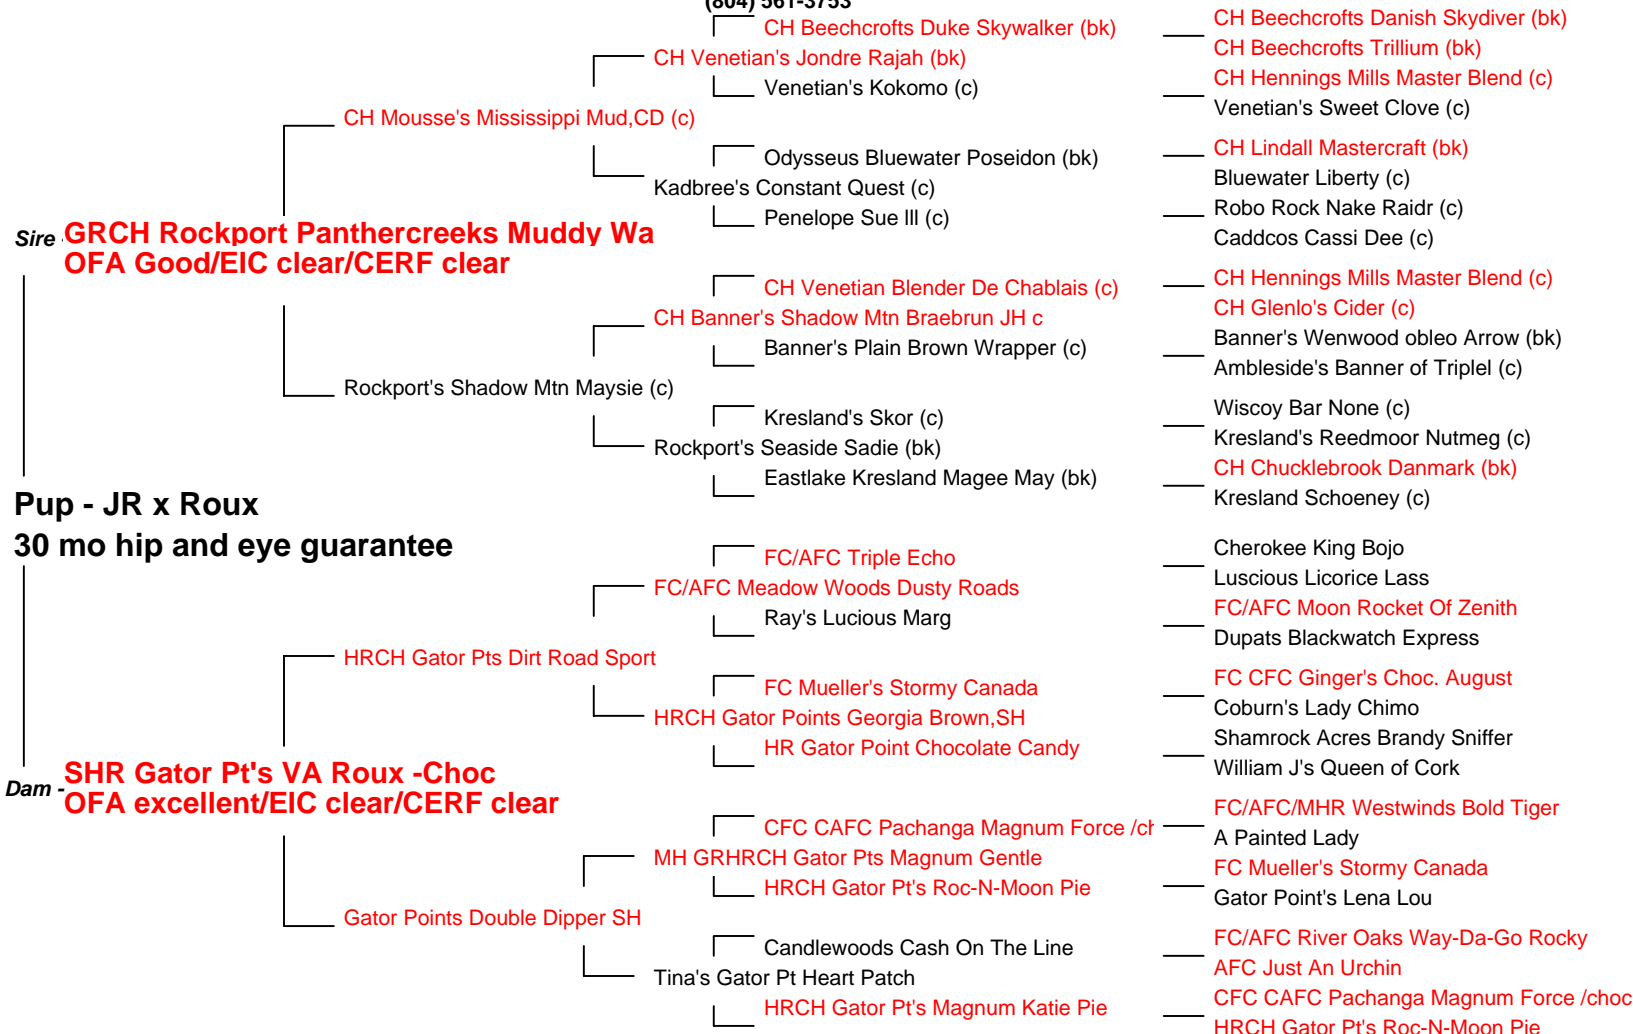 (804) 561-3753
CH Beechcrofts Duke Skywalker (bk)
CH Beechcrofts Danish Skydiver (bk)
CH Venetian's Jondre Rajah (bk)
CH Beechcrofts Trillium (bk)
Venetian's Kokomo (c)
CH Hennings Mills Master Blend (c)
Venetian's Sweet Clove (c)
CH Mousse's Mississippi Mud,CD (c)
Odysseus Bluewater Poseidon (bk)
CH Lindall Mastercraft (bk)
Kadbree's Constant Quest (c)
Bluewater Liberty (c)
Penelope Sue lll (c)
Robo Rock Nake Raidr (c)
Caddcos Cassi Dee (c)
Sire
GRCH Rockport Panthercreeks Muddy Wa
OFA Good/EIC clear/CERF clear
CH Venetian Blender De Chablais (c)
CH Hennings Mills Master Blend (c)
CH Banner's Shadow Mtn Braebrun JH c
CH Glenlo's Cider (c)
Banner's Plain Brown Wrapper (c)
Banner's Wenwood obleo Arrow (bk)
Ambleside's Banner of Triplel (c)
Rockport's Shadow Mtn Maysie (c)
Kresland's Skor (c)
Wiscoy Bar None (c)
Rockport's Seaside Sadie (bk)
Kresland's Reedmoor Nutmeg (c)
Eastlake Kresland Magee May (bk)
CH Chucklebrook Danmark (bk)
Kresland Schoeney (c)
Pup - JR x Roux
30 mo hip and eye guarantee
FC/AFC Triple Echo
Cherokee King Bojo
FC/AFC Meadow Woods Dusty Roads
Luscious Licorice Lass
Ray's Lucious Marg
FC/AFC Moon Rocket Of Zenith
Dupats Blackwatch Express
HRCH Gator Pts Dirt Road Sport
FC Mueller's Stormy Canada
FC CFC Ginger's Choc. August
HRCH Gator Points Georgia Brown,SH
Coburn's Lady Chimo
HR Gator Point Chocolate Candy
Shamrock Acres Brandy Sniffer
William J's Queen of Cork
Dam -
SHR Gator Pt's VA Roux -Choc
OFA excellent/EIC clear/CERF clear
CFC CAFC Pachanga Magnum Force /ch
FC/AFC/MHR Westwinds Bold Tiger
MH GRHRCH Gator Pts Magnum Gentle
A Painted Lady
HRCH Gator Pt's Roc-N-Moon Pie
FC Mueller's Stormy Canada
Gator Point's Lena Lou
Gator Points Double Dipper SH
Candlewoods Cash On The Line
FC/AFC River Oaks Way-Da-Go Rocky
Tina's Gator Pt Heart Patch
AFC Just An Urchin
HRCH Gator Pt's Magnum Katie Pie
CFC CAFC Pachanga Magnum Force /choc
HRCH Gator Pt's Roc-N-Moon Pie